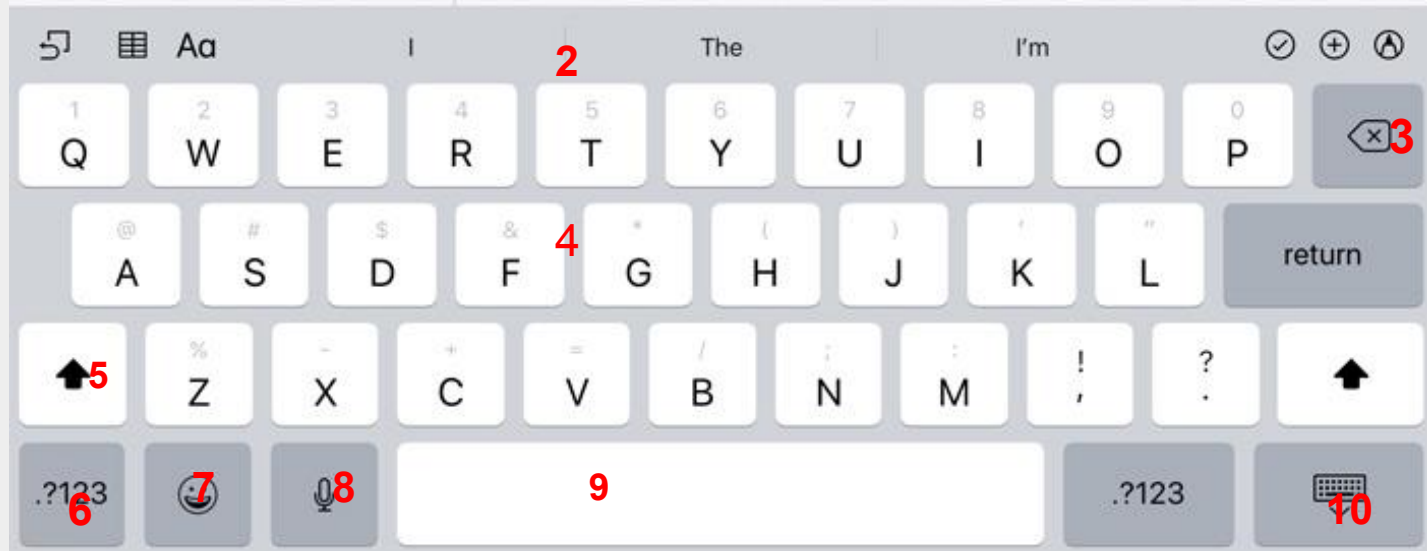 Aa I 2 The I'm
1 2 3 4 5 6 7 8 9 0
Q W E R T Y U I O P 3
@ # $ & 4 * ( ) ' "
A S D F G H J K L return
% - + = / ; : ! ?
5 Z X C V B N M , .
.?123 6 7 8 9 .?123 10